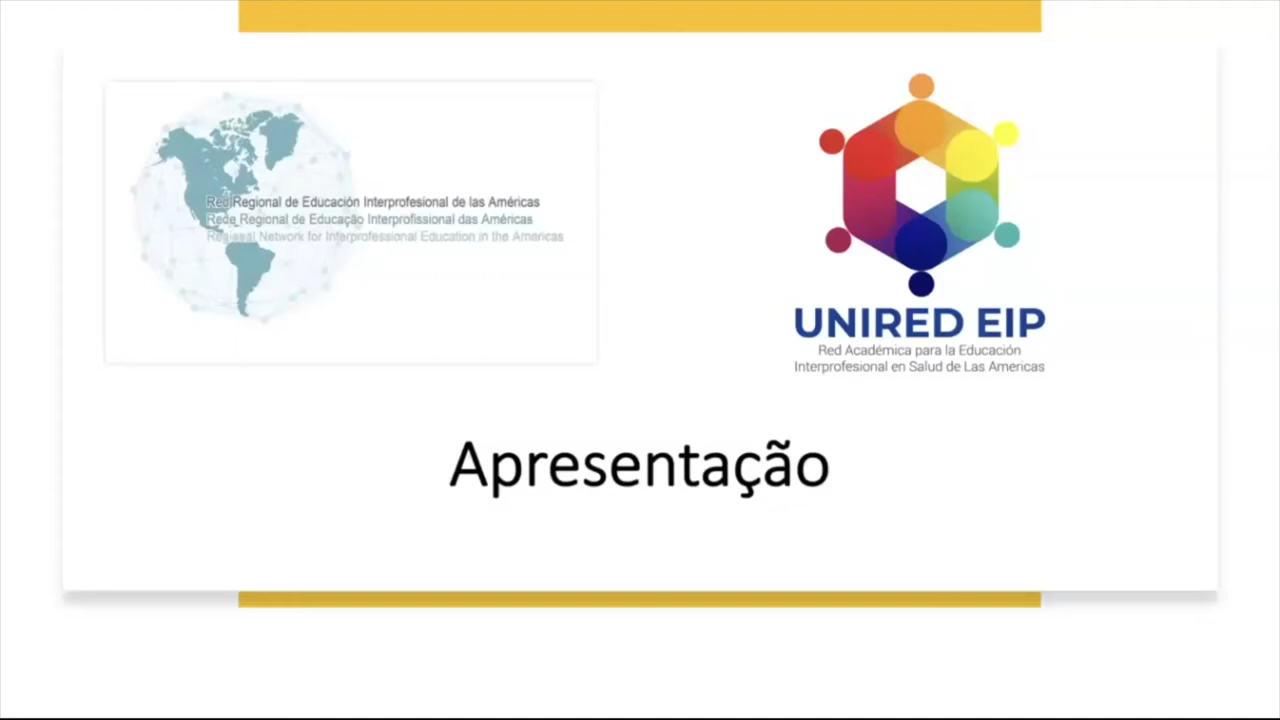 Red Regional de Educación Interprofesional de las Américas
Rede Regional de Educação Interprofissional das Américas
Regional Network for Interprofessional Education in the Americas
UNIRED EIP
Red Académica para la Educación
Interprofesional en Salud de Las Americas
Apresentação